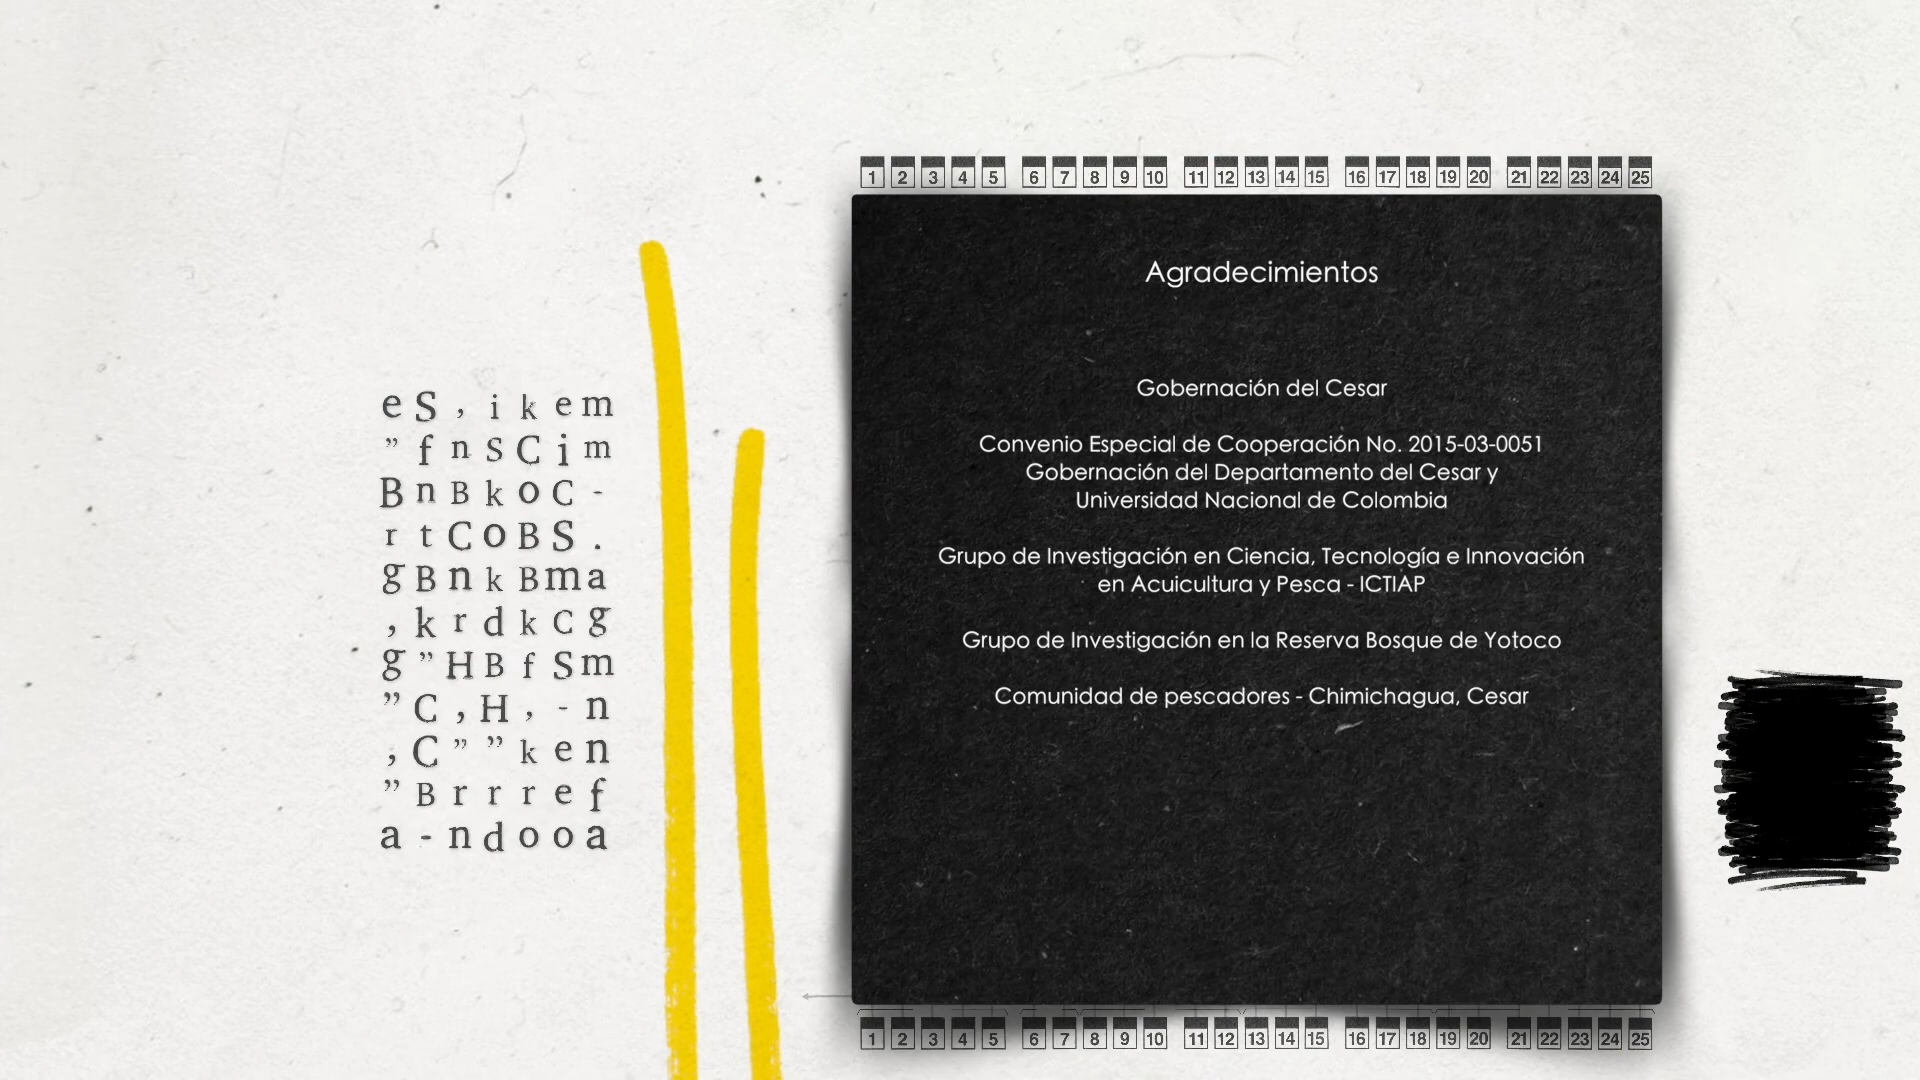 1 2 3 4 5 6 7 8 9 10 11 12 13 14 15 16 17 18 19 20 21 22 23 24 25
Agradecimientos
Gobernación del Cesar
Convenio Especial de Cooperación No. 2015-03-0051
Gobernación del Departamento del Cesar y
Universidad Nacional de Colombia
Grupo de Investigación en Ciencia, Tecnología e Innovación
en Acuicultura y Pesca - ICTIAP
Grupo de Investigación en la Reserva Bosque de Yotoco
Comunidad de pescadores - Chimichagua, Cesar
e S , i k e m
” f n S C i m
B n B k o C -
r t C o B S .
g B n k B m a
, k r d k C g
g ” H B f S m
” C , H , - n
, C ” ” k e n
” B r r r e f
a - n d o o a
1 2 3 4 5 6 7 8 9 10 11 12 13 14 15 16 17 18 19 20 21 22 23 24 25